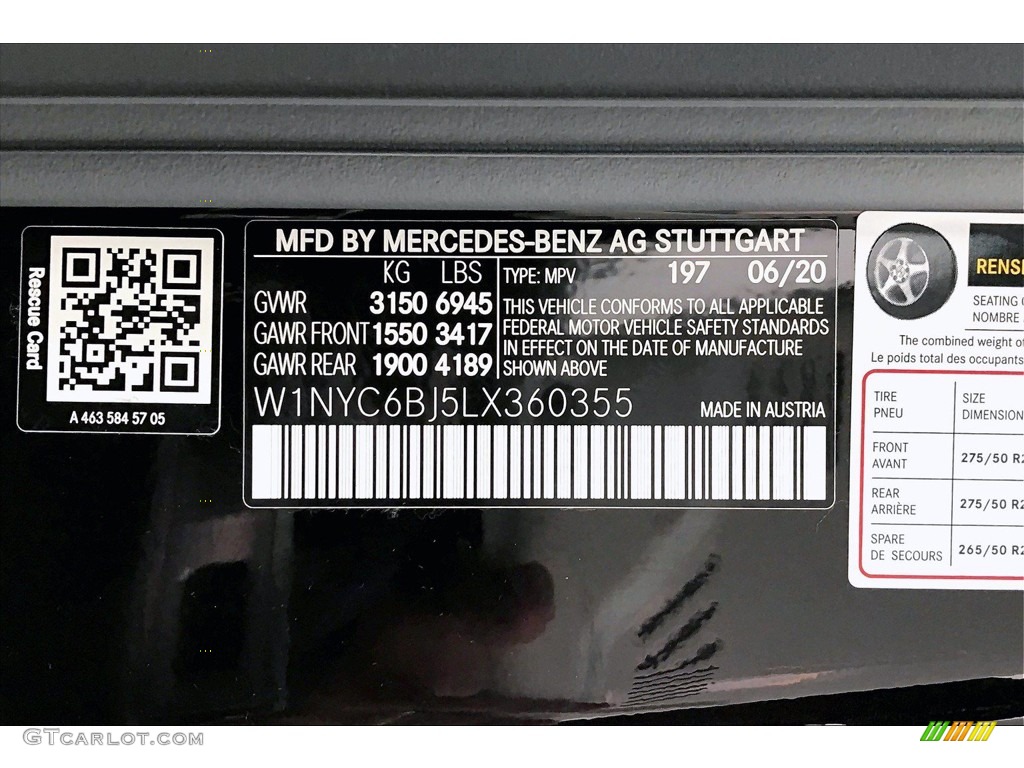 Rescue Card
A 463 584 57 05
MFD BY MERCEDES-BENZ AG STUTTGART
KG LBS
GVWR 3150 6945
GAWR FRONT 1550 3417
GAWR REAR 1900 4189
TYPE: MPV 197 06/20
THIS VEHICLE CONFORMS TO ALL APPLICABLE
FEDERAL MOTOR VEHICLE SAFETY STANDARDS
IN EFFECT ON THE DATE OF MANUFACTURE
SHOWN ABOVE
W1NYC6BJ5LX360355
MADE IN AUSTRIA
SEATING
NOMBRE
The combined weight of
Le poids total des occupants
TIRE
PNEU
SIZE
DIMENSION
FRONT
AVANT
275/50
REAR
ARRIÈRE
275/50
SPARE
DE SECOURS
265/50
GTCarlot.com